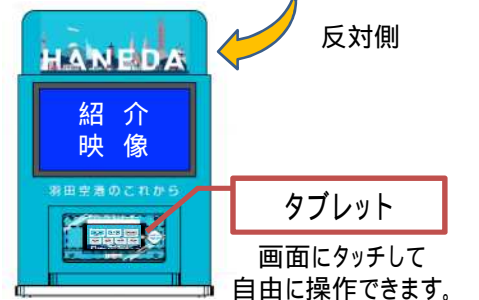 反対側
HANEDA
紹介
映像
羽田空港のこれから
タブレット
画面にタッチして
自由に操作できます。